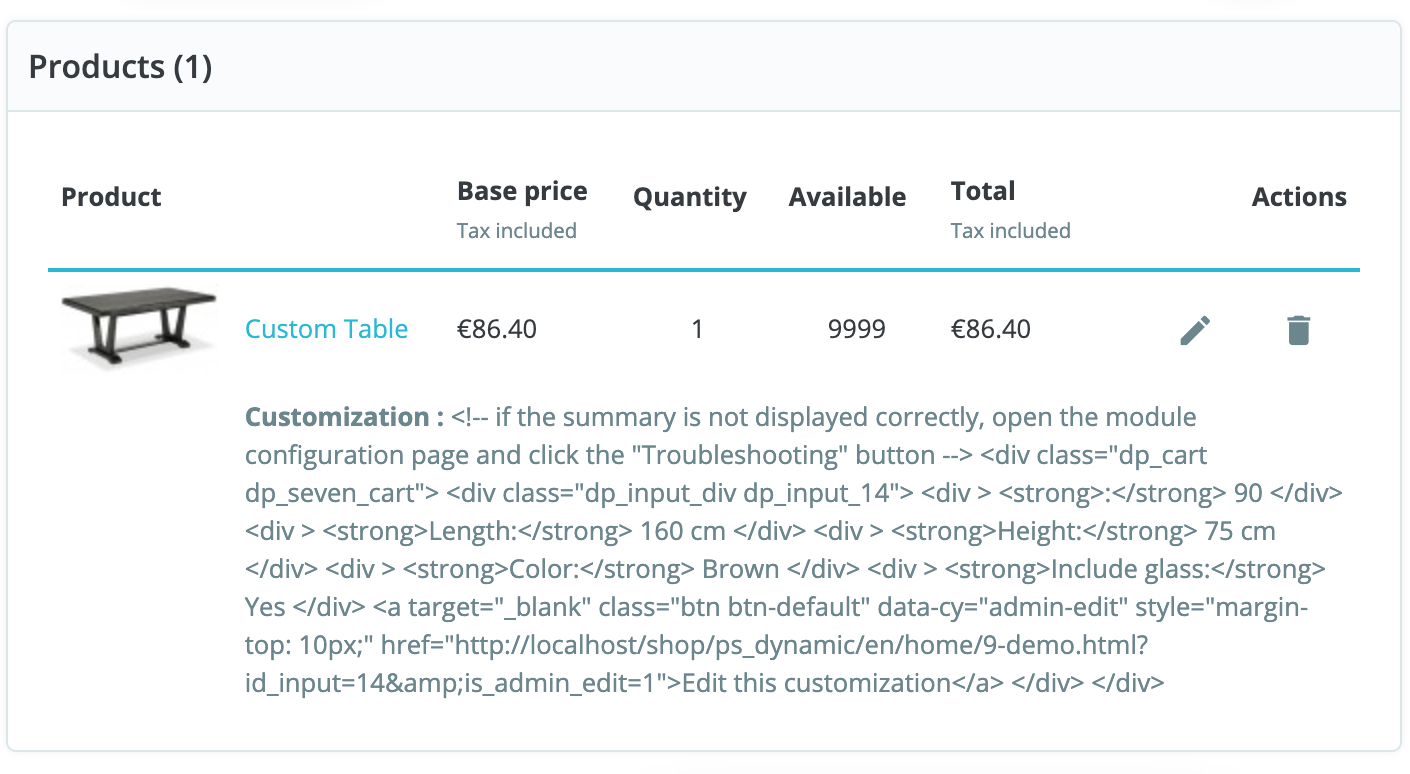 Products (1)
Product Base price Quantity Available Total Actions
Tax included Tax included
Custom Table €86.40 1 9999 €86.40
Customization : <!-- if the summary is not displayed correctly, open the module
configuration page and click the "Troubleshooting" button --> <div class="dp_cart
dp_seven_cart"> <div class="dp_input_div dp_input_14"> <div > <strong>:</strong> 90 </div>
<div > <strong>Length:</strong> 160 cm </div> <div > <strong>Height:</strong> 75 cm
</div> <div > <strong>Color:</strong> Brown </div> <div > <strong>Include glass:</strong>
Yes </div> <a target="_blank" class="btn btn-default" data-cy="admin-edit" style="margin-
top: 10px;" href="http://localhost/shop/ps_dynamic/en/home/9-demo.html?
id_input=14&amp;is_admin_edit=1">Edit this customization</a> </div> </div>